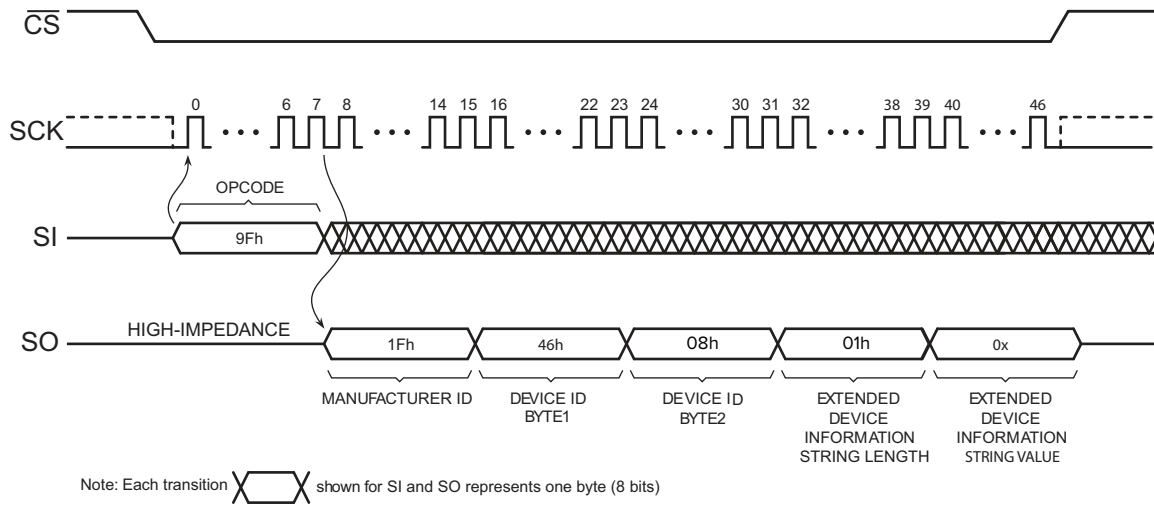 CS
0 6 7 8 14 15 16 22 23 24 30 31 32 38 39 40 46
SCK
OPCODE
SI
9Fh
HIGH-IMPEDANCE
SO
1Fh 46h 08h 01h 0x
MANUFACTURER ID
DEVICE ID
BYTE1
DEVICE ID
BYTE2
EXTENDED
DEVICE
INFORMATION
STRING LENGTH
EXTENDED
DEVICE
INFORMATION
STRING VALUE
Note: Each transition shown for SI and SO represents one byte (8 bits)